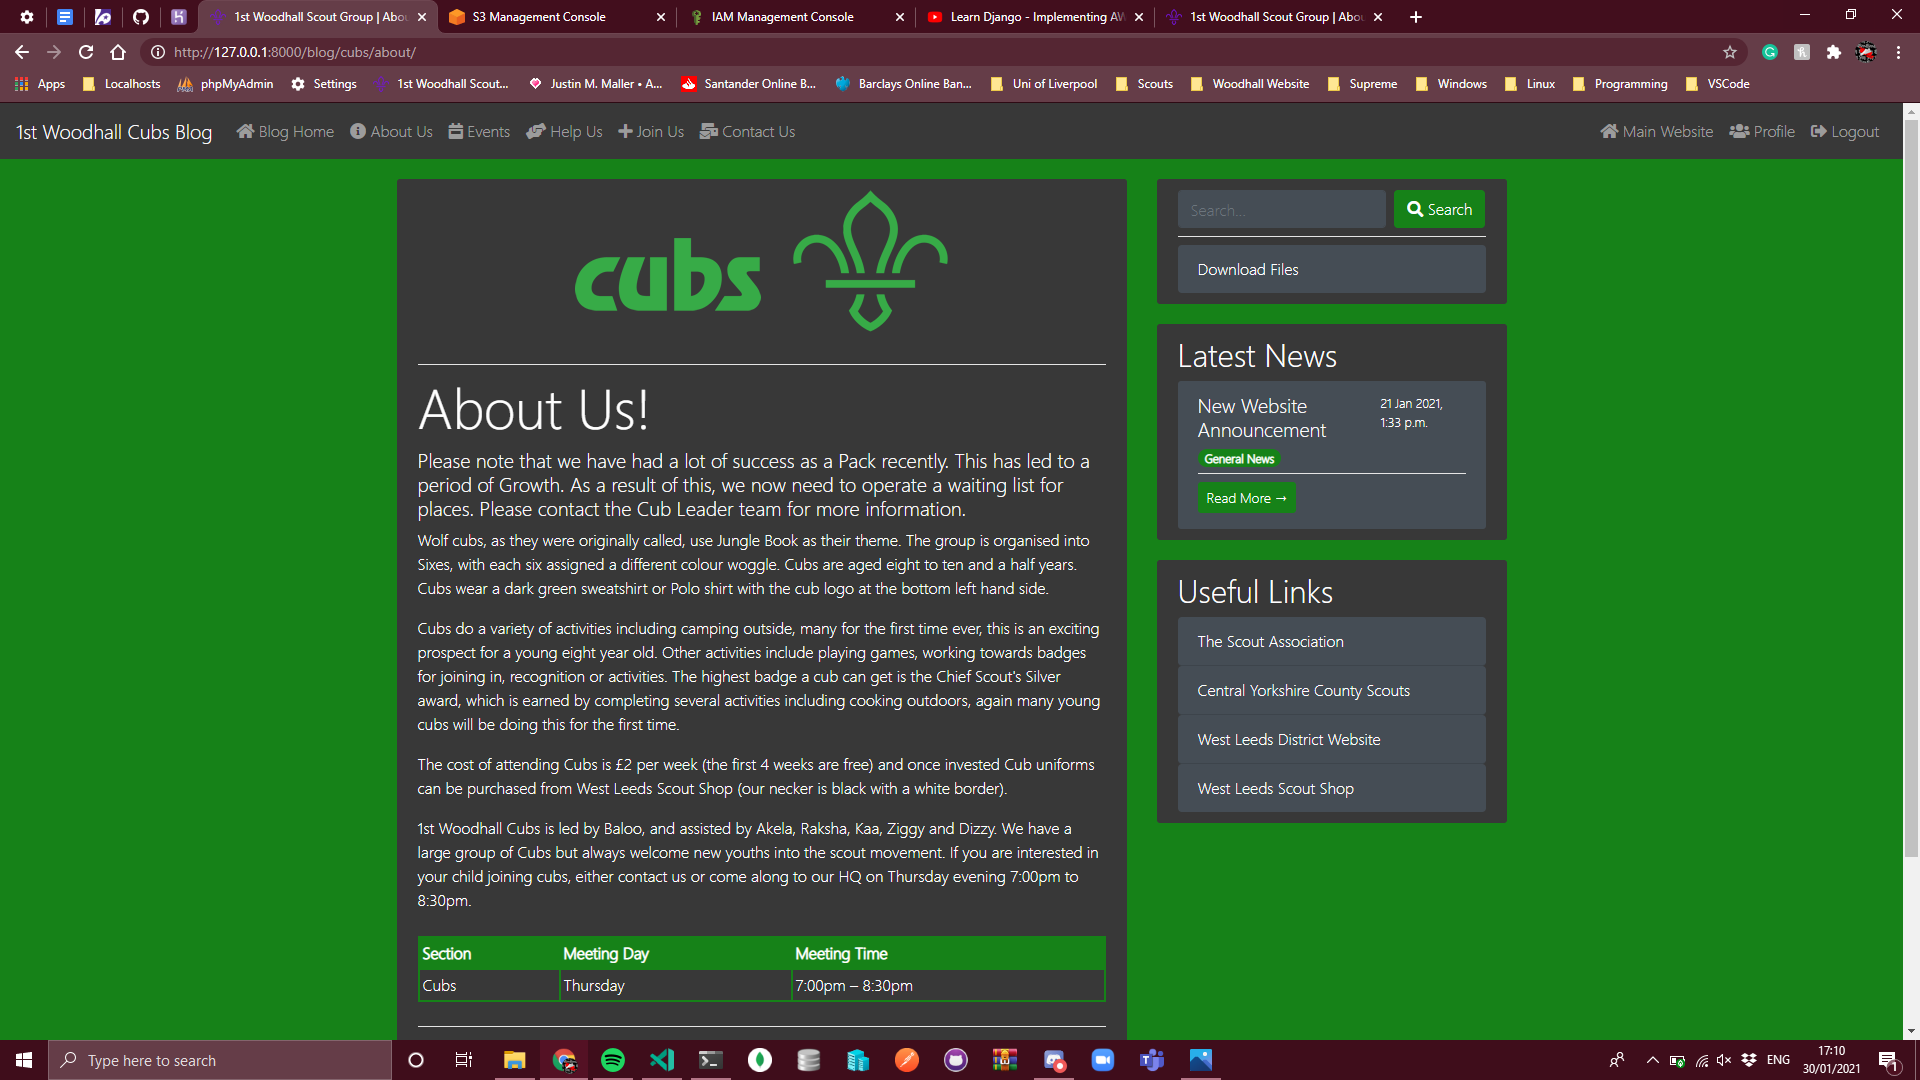 1st Woodhall Scout Group | Abou
S3 Management Console
IAM Management Console
Learn Django - Implementing AW
1st Woodhall Scout Group | Abou
http://127.0.0.1:8000/blog/cubs/about/
Apps
Localhosts
phpMyAdmin
Settings
1st Woodhall Scout...
Justin M. Maller • A...
Santander Online B...
Barclays Online Ban...
Uni of Liverpool
Scouts
Woodhall Website
Supreme
Windows
Linux
Programming
VSCode
1st Woodhall Cubs Blog
Blog Home
About Us
Events
Help Us
Join Us
Contact Us
Main Website
Profile
Logout
cubs
About Us!
Please note that we have had a lot of success as a Pack recently. This has led to a
period of Growth. As a result of this, we now need to operate a waiting list for
places. Please contact the Cub Leader team for more information.
Wolf cubs, as they were originally called, use Jungle Book as their theme. The group is organised into
Sixes, with each six assigned a different colour woggle. Cubs are aged eight to ten and a half years.
Cubs wear a dark green sweatshirt or Polo shirt with the cub logo at the bottom left hand side.
Cubs do a variety of activities including camping outside, many for the first time ever, this is an exciting
prospect for a young eight year old. Other activities include playing games, working towards badges
for joining in, recognition or activities. The highest badge a cub can get is the Chief Scout's Silver
award, which is earned by completing several activities including cooking outdoors, again many young
cubs will be doing this for the first time.
The cost of attending Cubs is £2 per week (the first 4 weeks are free) and once invested Cub uniforms
can be purchased from West Leeds Scout Shop (our necker is black with a white border).
1st Woodhall Cubs is led by Baloo, and assisted by Akela, Raksha, Kaa, Ziggy and Dizzy. We have a
large group of Cubs but always welcome new youths into the scout movement. If you are interested in
your child joining cubs, either contact us or come along to our HQ on Thursday evening 7:00pm to
8:30pm.
Section Meeting Day Meeting Time
Cubs Thursday 7:00pm – 8:30pm
Search...
Search
Download Files
Latest News
New Website
Announcement
21 Jan 2021,
1:33 p.m.
General News
Read More →
Useful Links
The Scout Association
Central Yorkshire County Scouts
West Leeds District Website
West Leeds Scout Shop
Type here to search
ENG
17:10
30/01/2021
1